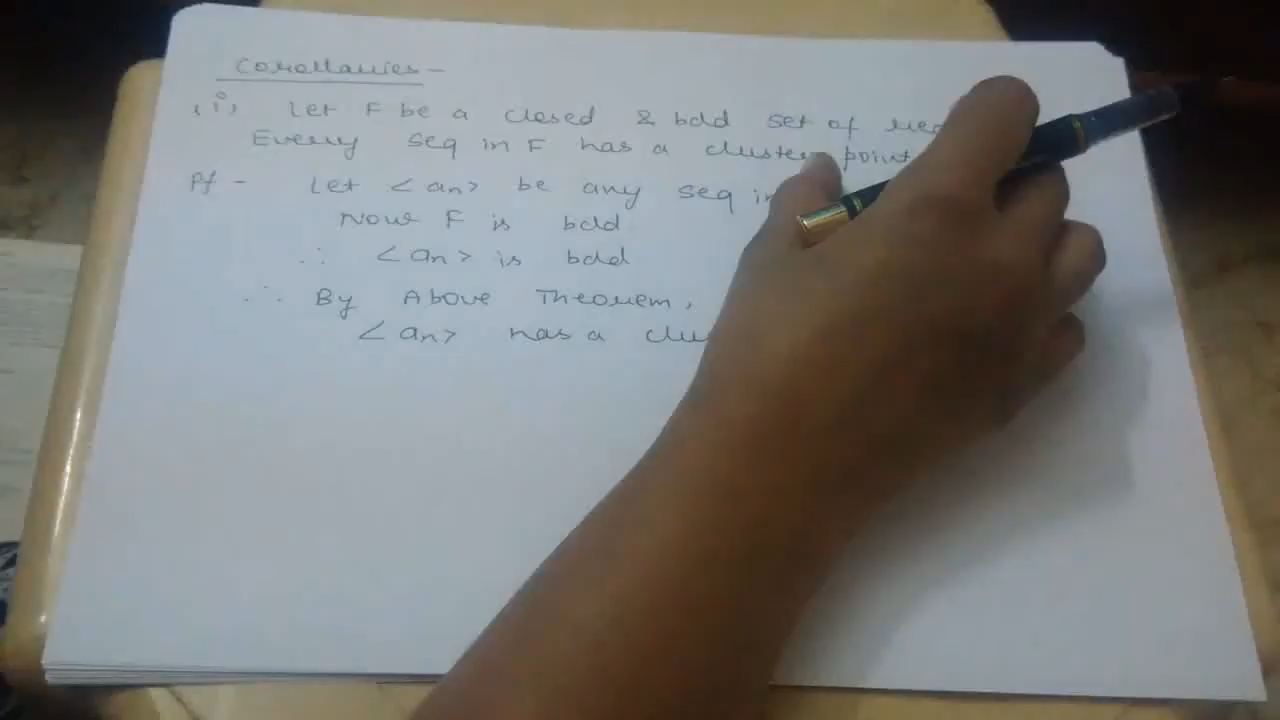 Corollaries -
(i) Let F be a closed & bdd set of
Every seq in F has a cluster point
Pf - Let <an> be any seq in
Now F is bdd
∴ <an> is bdd
∴ By Above Theorem,
<an> has a